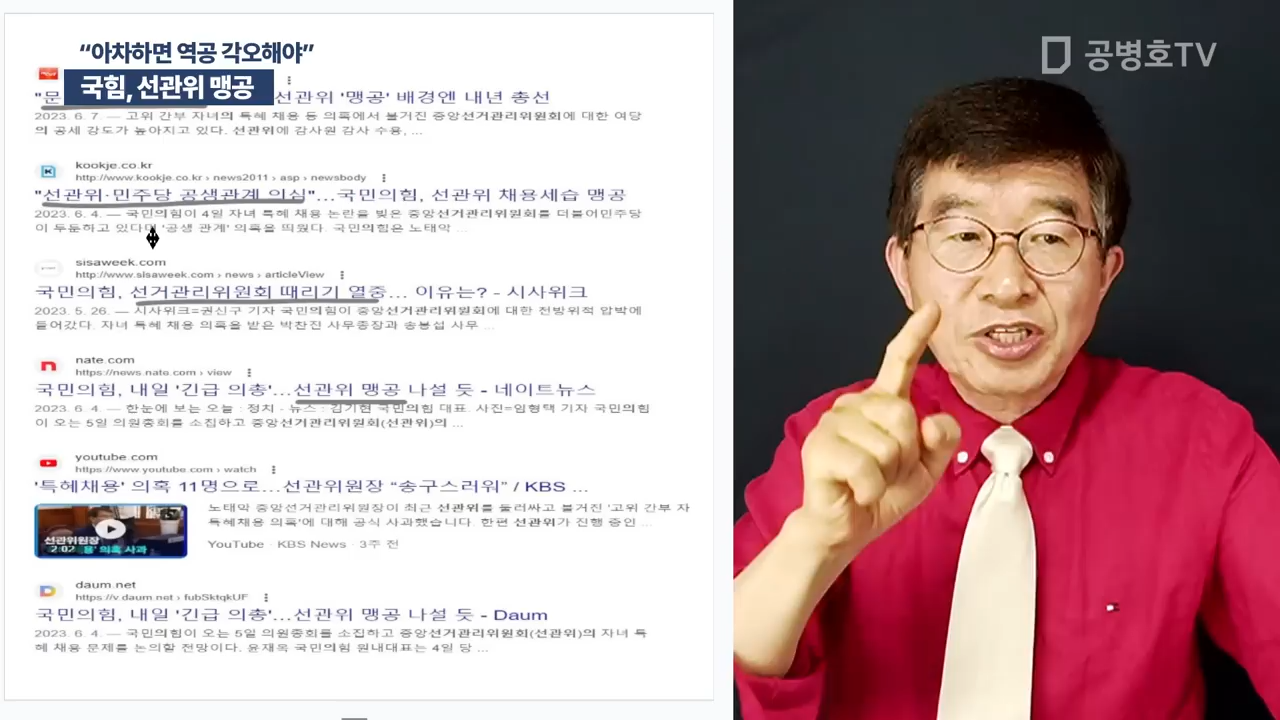 “아차하면 역공 각오해야”
국힘, 선관위 맹공
공병호TV
"문 선관위 '맹공' 배경엔 내년 총선
2023. 6. 7. — 고위 간부 자녀의 특혜 채용 등 의혹에서 불거진 중앙선거관리위원회에 대한 여당
의 공세 강도가 높아지고 있다. 선관위에 감사원 감사 수용, ...
kookje.co.kr
http://www.kookje.co.kr › news2011 › asp › newsbody
"선관위·민주당 공생관계 의심"...국민의힘, 선관위 채용세습 맹공
2023. 6. 4. — 국민의힘이 4일 자녀 특혜 채용 논란을 빚은 중앙선거관리위원회를 더불어민주당
이 두둔하고 있다며 '공생 관계' 의혹을 띄웠다. 국민의힘은 노태악 ...
sisaweek.com
http://www.sisaweek.com › news › articleView
국민의힘, 선거관리위원회 때리기 열중... 이유는? - 시사위크
2023. 5. 26. — 시사위크=권신구 기자 국민의힘이 중앙선거관리위원회에 대한 전방위적 압박에
들어갔다. 자녀 특혜 채용 의혹을 받은 박찬진 사무총장과 송봉섭 사무 ...
nate.com
https://news.nate.com › view
국민의힘, 내일 '긴급 의총'...선관위 맹공 나설 듯 - 네이트뉴스
2023. 6. 4. — 한눈에 보는 오늘 : 정치 - 뉴스 : 김기현 국민의힘 대표. 사진=임형택 기자 국민의힘
이 오는 5일 의원총회를 소집하고 중앙선거관리위원회(선관위)의 ...
youtube.com
https://www.youtube.com › watch
'특혜채용' 의혹 11명으로...선관위원장 “송구스러워” / KBS ...
노태악 중앙선거관리위원장이 최근 선관위를 둘러싸고 불거진 '고위 간부 자
녀 특혜채용 의혹'에 대해 공식 사과했습니다. 한편 선관위가 진행 중인 ...
선관위원장
2:02 용' 의혹 사과
YouTube · KBS News · 3주 전
daum.net
https://v.daum.net › fubSktqkUF
국민의힘, 내일 '긴급 의총'...선관위 맹공 나설 듯 - Daum
2023. 6. 4. — 국민의힘이 오는 5일 의원총회를 소집하고 중앙선거관리위원회(선관위)의 자녀 특
혜 채용 문제를 논의할 전망이다. 윤재옥 국민의힘 원내대표는 4일 당 ...